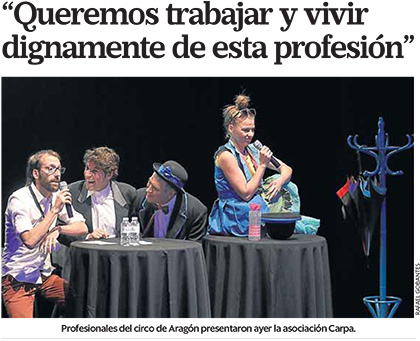 “Queremos trabajar y vivir
dignamente de esta profesión”
RAFAEL GOBANTES
Profesionales del circo de Aragón presentaron ayer la asociación Carpa.